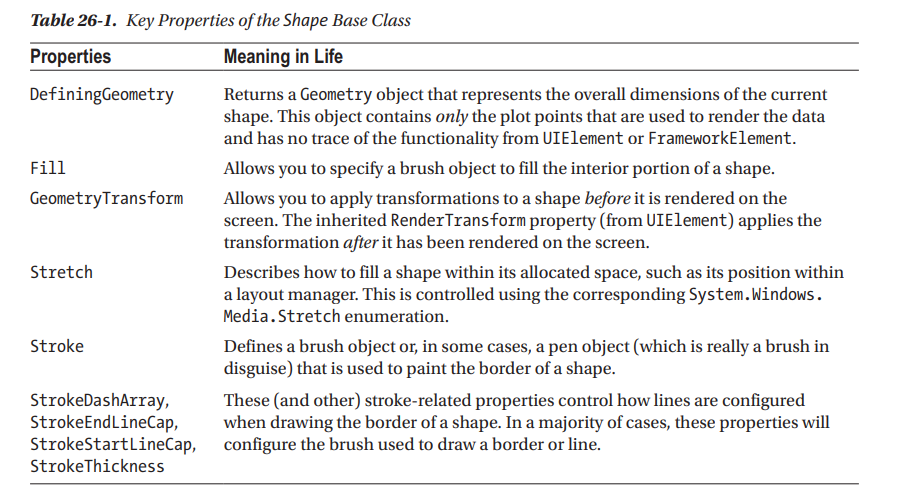 Table 26-1. Key Properties of the Shape Base Class
Properties Meaning in Life
DefiningGeometry Returns a Geometry object that represents the overall dimensions of the current
shape. This object contains only the plot points that are used to render the data
and has no trace of the functionality from UIElement or FrameworkElement.
Fill Allows you to specify a brush object to fill the interior portion of a shape.
GeometryTransform Allows you to apply transformations to a shape before it is rendered on the
screen. The inherited RenderTransform property (from UIElement) applies the
transformation after it has been rendered on the screen.
Stretch Describes how to fill a shape within its allocated space, such as its position within
a layout manager. This is controlled using the corresponding System.Windows.
Media.Stretch enumeration.
Stroke Defines a brush object or, in some cases, a pen object (which is really a brush in
disguise) that is used to paint the border of a shape.
StrokeDashArray, These (and other) stroke-related properties control how lines are configured
StrokeEndLineCap, when drawing the border of a shape. In a majority of cases, these properties will
StrokeStartLineCap, configure the brush used to draw a border or line.
StrokeThickness